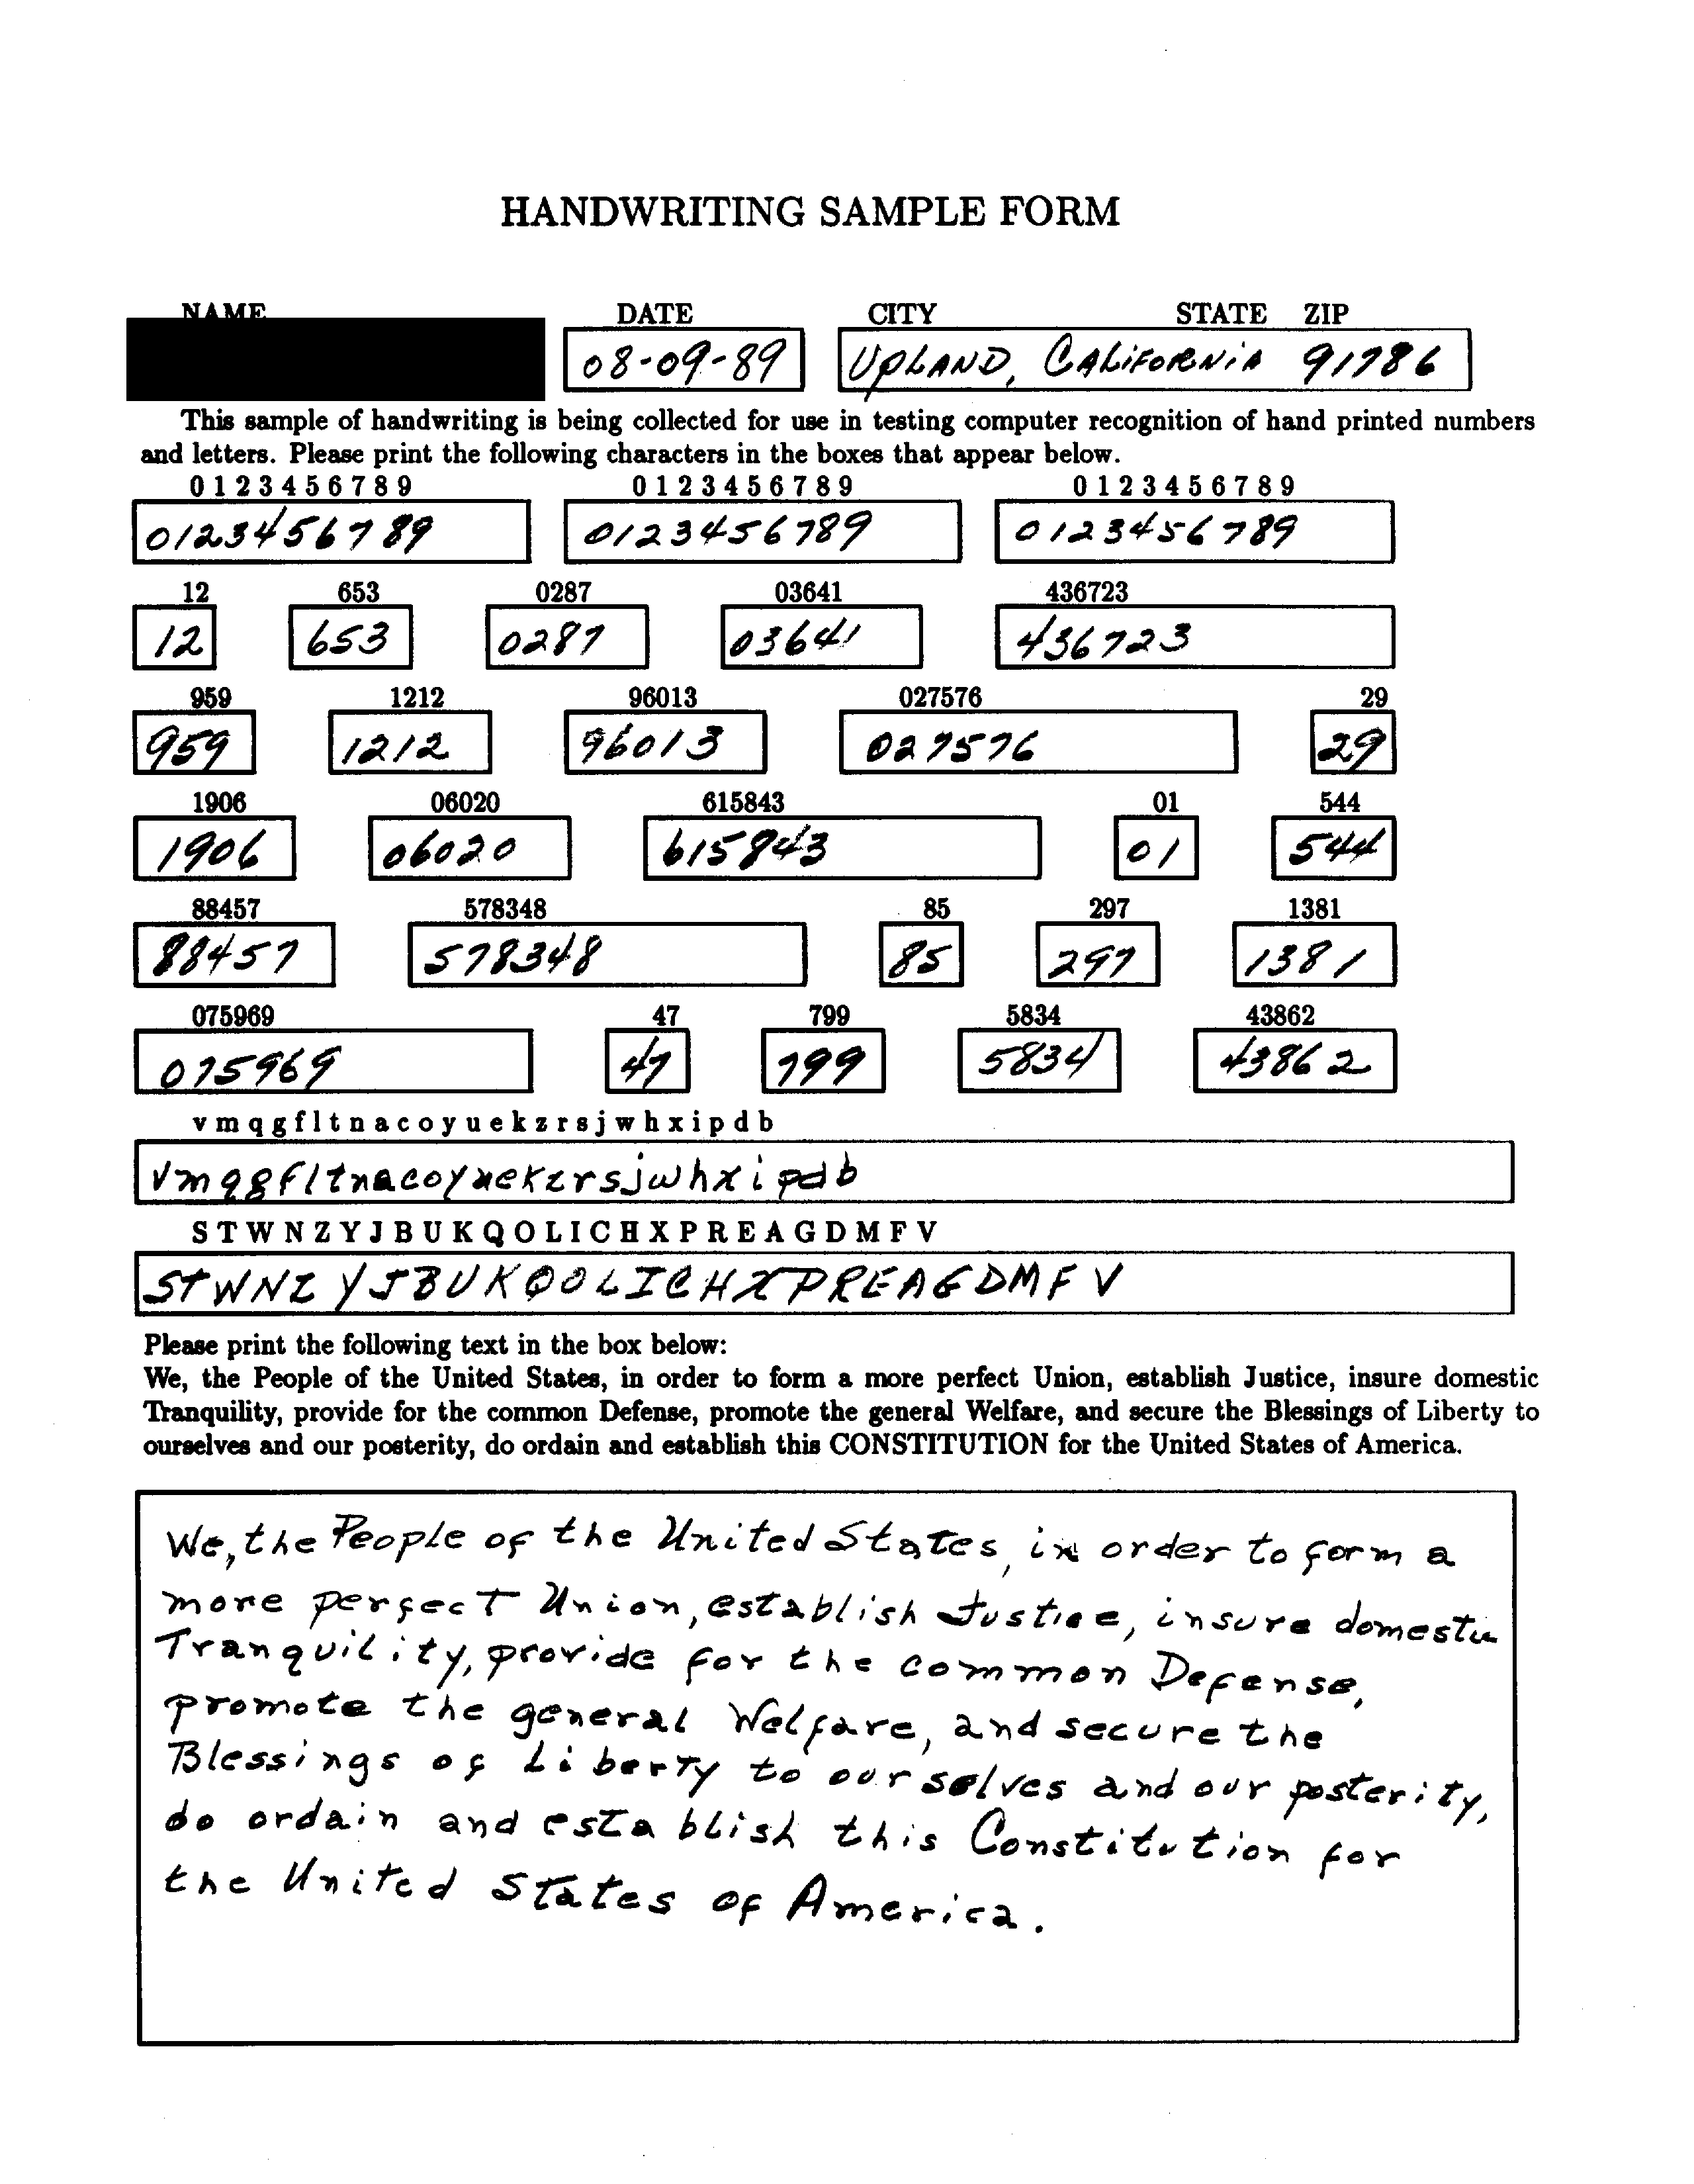 HANDWRITING SAMPLE FORM
NAME DATE CITY STATE ZIP
08-09-89 UPLAND, CALIFORNIA 91786
This sample of handwriting is being collected for use in testing computer recognition of hand printed numbers
and letters. Please print the following characters in the boxes that appear below.
0 1 2 3 4 5 6 7 8 9 0 1 2 3 4 5 6 7 8 9 0 1 2 3 4 5 6 7 8 9
0123456789 0123456789 0123456789
12 653 0287 03641 436723
12 653 0287 03641 436723
959 1212 96013 027576 29
959 1212 96013 027576 29
1906 06020 615843 01 544
1906 06020 615843 01 544
88457 578348 85 297 1381
88457 578348 85 297 1381
075969 47 799 5834 43862
075969 47 799 5834 43862
v m q g f l t n a c o y u e k z r s j w h x i p d b
vmqgfltnacoyuekzrsjwhxipdb
S T W N Z Y J B U K Q O L I C H X P R E A G D M F V
STWNZYJBUKQOLICHXPREAGDMFV
Please print the following text in the box below:
We, the People of the United States, in order to form a more perfect Union, establish Justice, insure domestic
Tranquility, provide for the common Defense, promote the general Welfare, and secure the Blessings of Liberty to
ourselves and our posterity, do ordain and establish this CONSTITUTION for the United States of America.
We, the People of the United States, in order to form a
more perfect Union, establish Justice, insure domestic
Tranquility, provide for the common Defense,
promote the general Welfare, and secure the
Blessings of Liberty to ourselves and our posterity,
do ordain and establish this Constitution for
the United States of America.